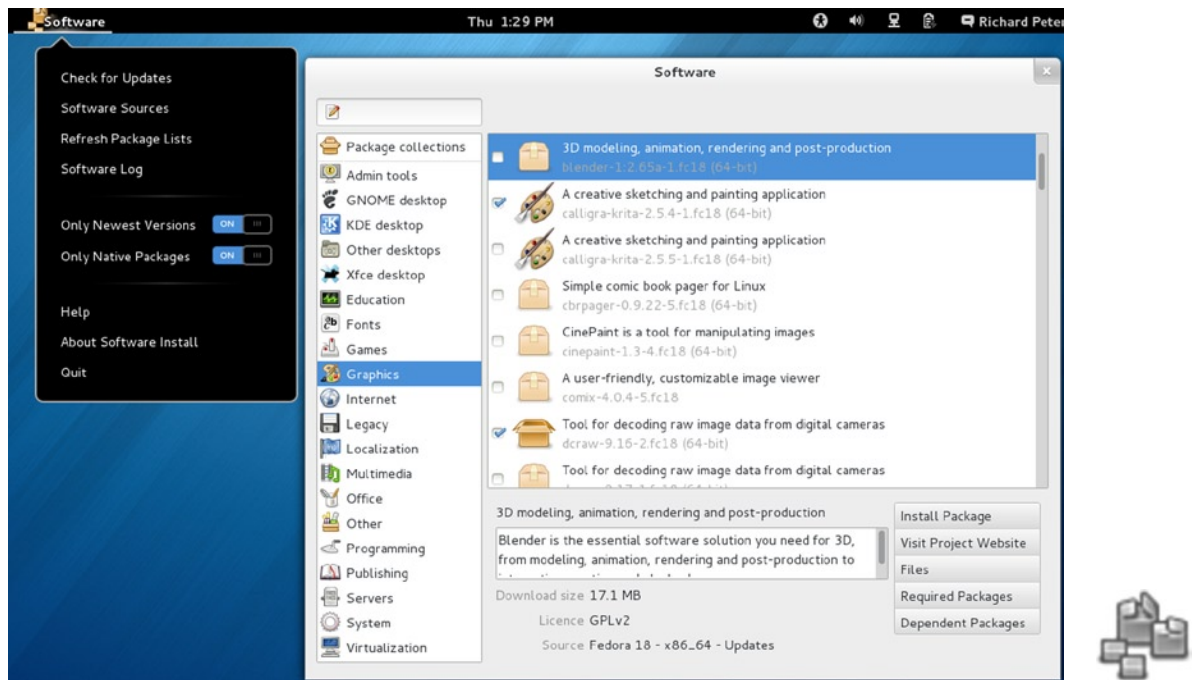 Software
Thu 1:29 PM
Richard Peter
Check for Updates
Software Sources
Refresh Package Lists
Software Log
Only Newest Versions ON
Only Native Packages ON
Help
About Software Install
Quit
Software
Package collections
Admin tools
GNOME desktop
KDE desktop
Other desktops
Xfce desktop
Education
Fonts
Games
Graphics
Internet
Legacy
Localization
Multimedia
Office
Other
Programming
Publishing
Servers
System
Virtualization
3D modeling, animation, rendering and post-production
blender-1:2.65a-1.fc18 (64-bit)
A creative sketching and painting application
calligra-krita-2.5.4-1.fc18 (64-bit)
A creative sketching and painting application
calligra-krita-2.5.5-1.fc18 (64-bit)
Simple comic book pager for Linux
cbrpager-0.9.22-5.fc18 (64-bit)
CinePaint is a tool for manipulating images
cinepaint-1.3-4.fc18 (64-bit)
A user-friendly, customizable image viewer
comix-4.0.4-5.fc18
Tool for decoding raw image data from digital cameras
dcraw-9.16-2.fc18 (64-bit)
Tool for decoding raw image data from digital cameras
3D modeling, animation, rendering and post-production
Blender is the essential software solution you need for 3D,
from modeling, animation, rendering and post-production to
Download size 17.1 MB
Licence GPLv2
Source Fedora 18 - x86_64 - Updates
Install Package
Visit Project Website
Files
Required Packages
Dependent Packages